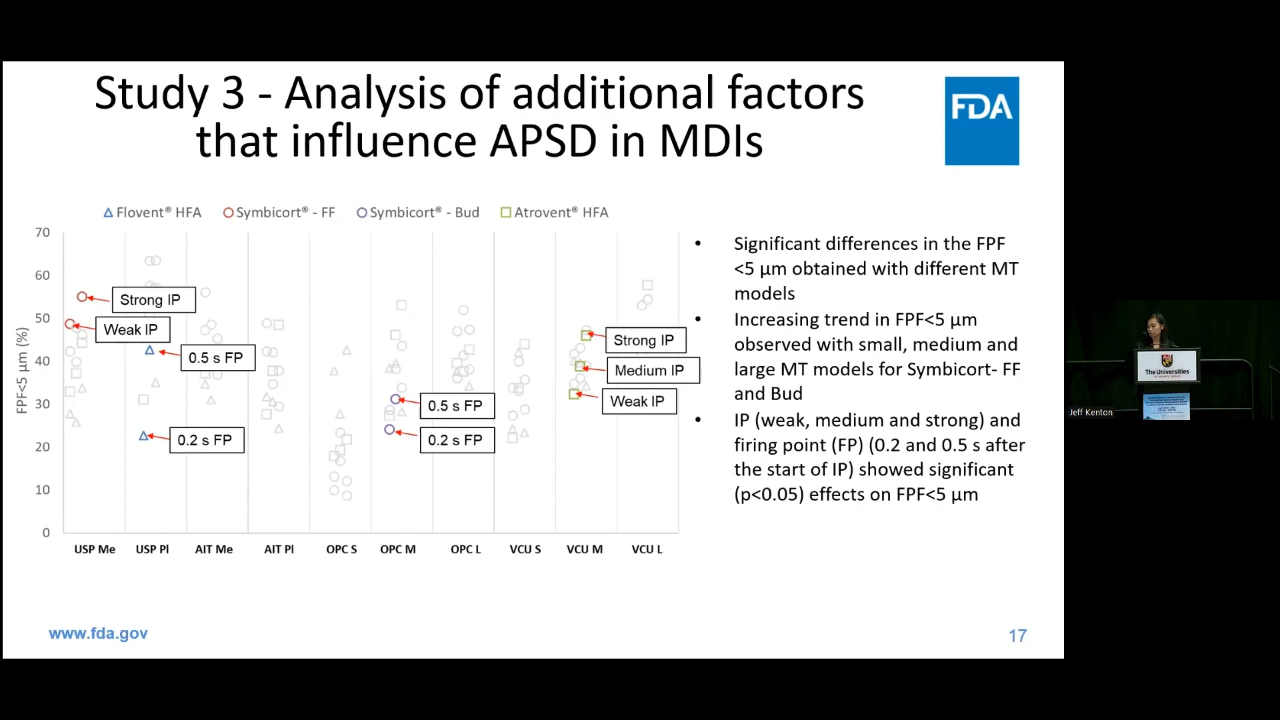 Study 3 - Analysis of additional factors
that influence APSD in MDIs
FDA
Flovent® HFA
Symbicort® - FF
Symbicort® - Bud
Atrovent® HFA
FPF<5 µm (%)
70
60
50
40
30
20
10
0
Strong IP
Weak IP
0.5 s FP
0.2 s FP
0.5 s FP
0.2 s FP
Strong IP
Medium IP
Weak IP
USP Me
USP Pl
AIT Me
AIT Pl
OPC S
OPC M
OPC L
VCU S
VCU M
VCU L
• Significant differences in the FPF
<5 µm obtained with different MT
models
• Increasing trend in FPF<5 µm
observed with small, medium and
large MT models for Symbicort- FF
and Bud
• IP (weak, medium and strong) and
firing point (FP) (0.2 and 0.5 s after
the start of IP) showed significant
(p<0.05) effects on FPF<5 µm
www.fda.gov
17
The Universities
Jeff Kenton